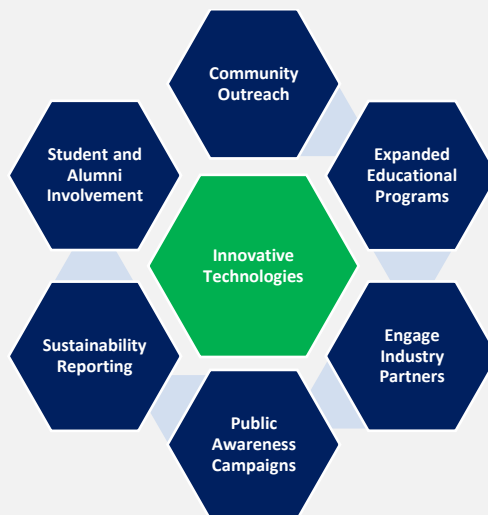 Community
Outreach
Expanded
Educational
Programs
Student and
Alumni
Involvement
Innovative
Technologies
Engage
Industry
Partners
Sustainability
Reporting
Public
Awareness
Campaigns